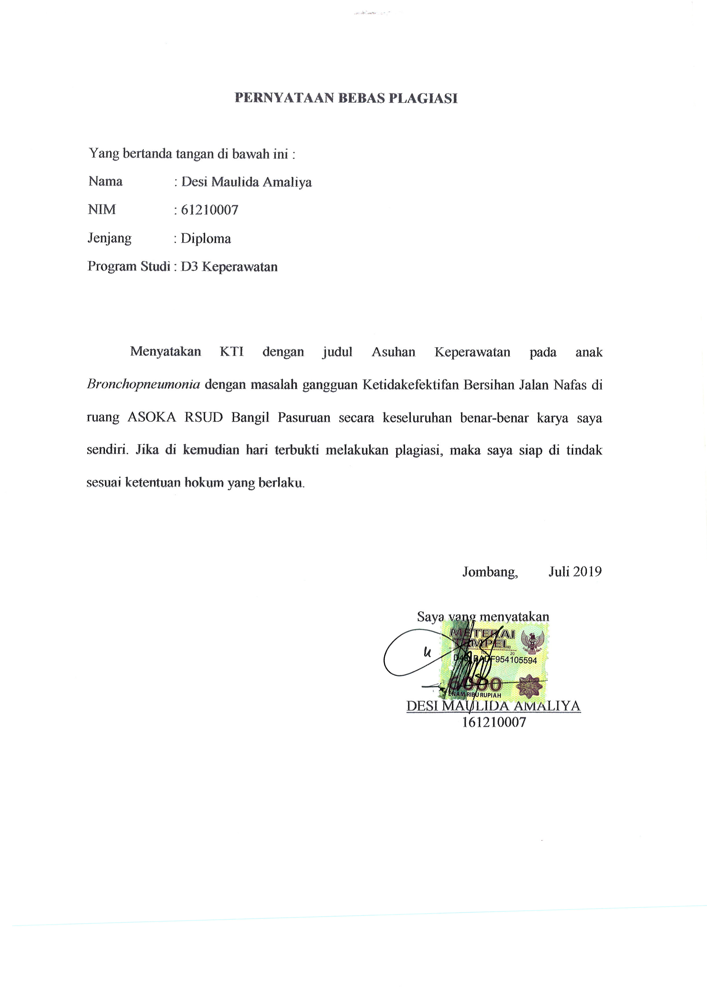 PERNYATAAN BEBAS PLAGIASI
Yang bertanda tangan di bawah ini :
Nama : Desi Maulida Amaliya
NIM : 61210007
Jenjang : Diploma
Program Studi : D3 Keperawatan
Menyatakan KTI dengan judul Asuhan Keperawatan pada anak
Bronchopneumonia dengan masalah gangguan Ketidakefektifan Bersihan Jalan Nafas di
ruang ASOKA RSUD Bangil Pasuruan secara keseluruhan benar-benar karya saya
sendiri. Jika di kemudian hari terbukti melakukan plagiasi, maka saya siap di tindak
sesuai ketentuan hokum yang berlaku.
Jombang, Juli 2019
Saya yang menyatakan
METERAI
TEMPEL
20
6000
ENAM RIBU RUPIAH
DESI MAULIDA AMALIYA
161210007